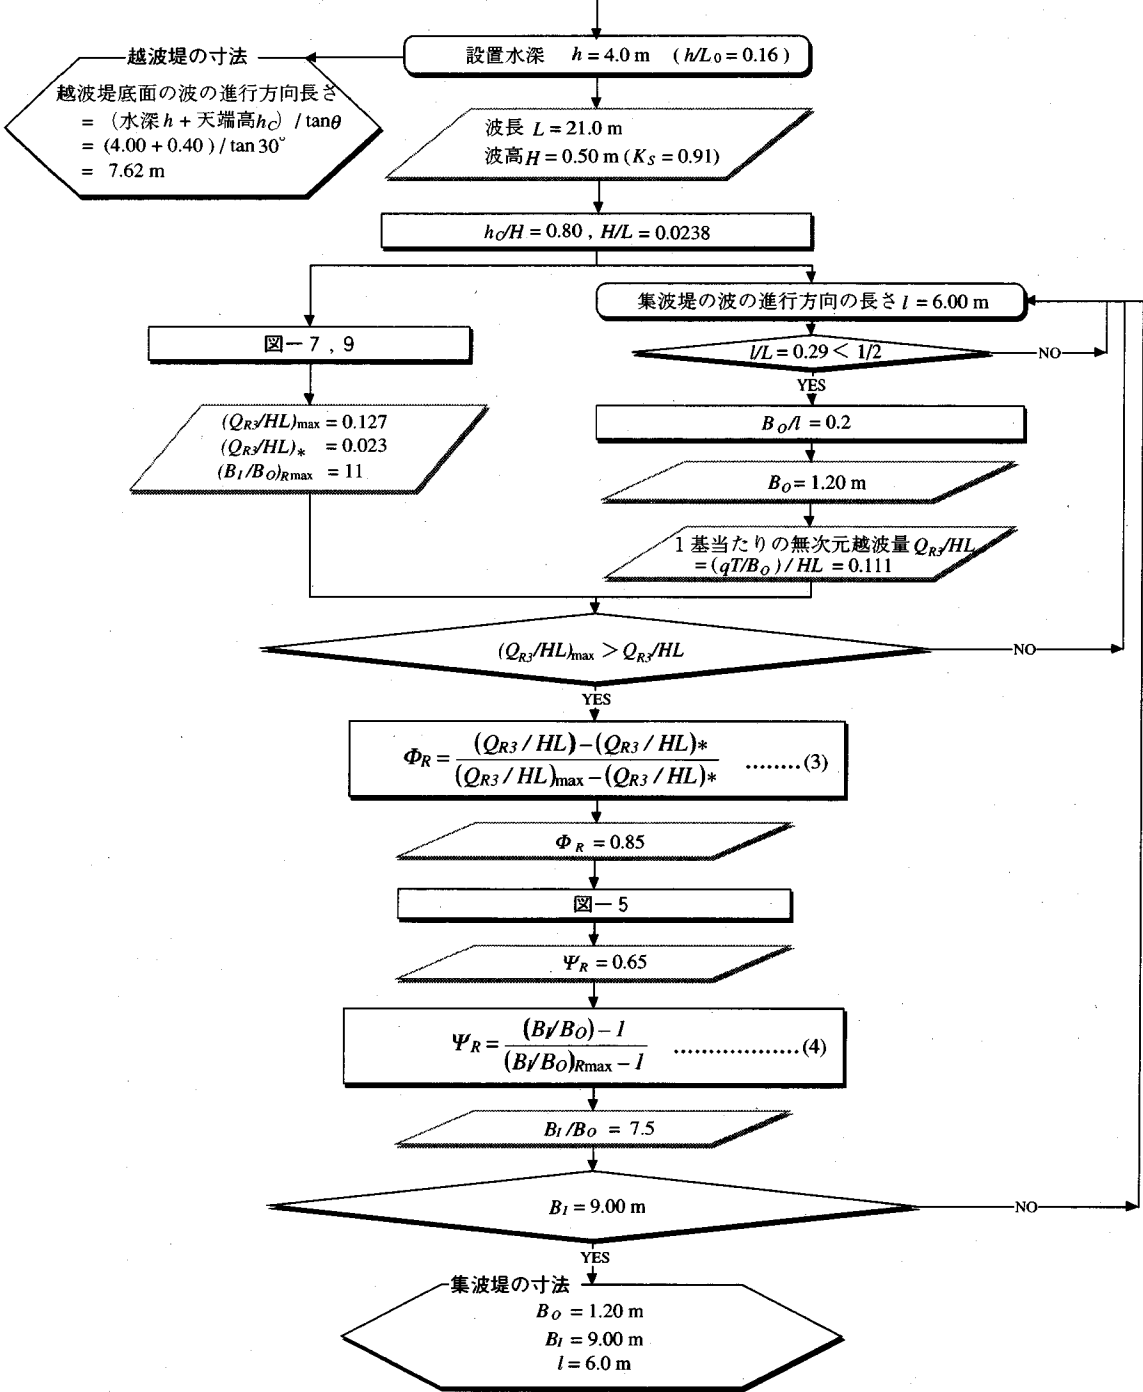 設置水深 h = 4.0 m ( h/L0 = 0.16 )
越波堤の寸法
越波堤底面の波の進行方向長さ
= (水深 h + 天端高 hC) / tanθ
= (4.00 + 0.40 ) / tan 30°
= 7.62 m
波長 L = 21.0 m
波高 H = 0.50 m ( KS = 0.91)
hC/H = 0.80 , H/L = 0.0238
集波堤の波の進行方向の長さ l = 6.00 m
図－7 , 9
l/L = 0.29 < 1/2
NO
YES
(QR3/HL)max = 0.127
(QR3/HL)* = 0.023
(BI/BO)Rmax = 11
BO/l = 0.2
BO = 1.20 m
1 基当たりの無次元越波量 QR3/HL
= (qT/BO ) / HL = 0.111
(QR3/HL)max > QR3/HL
NO
YES
ΦR = (QR3 / HL) − (QR3 / HL)* / (QR3 / HL)max − (QR3 / HL)* ........(3)
ΦR = 0.85
図－5
ΨR = 0.65
ΨR = (BI/BO) − 1 / (BI/BO)Rmax − 1 ...................(4)
BI/BO = 7.5
BI = 9.00 m
NO
YES
集波堤の寸法
BO = 1.20 m
BI = 9.00 m
l = 6.0 m